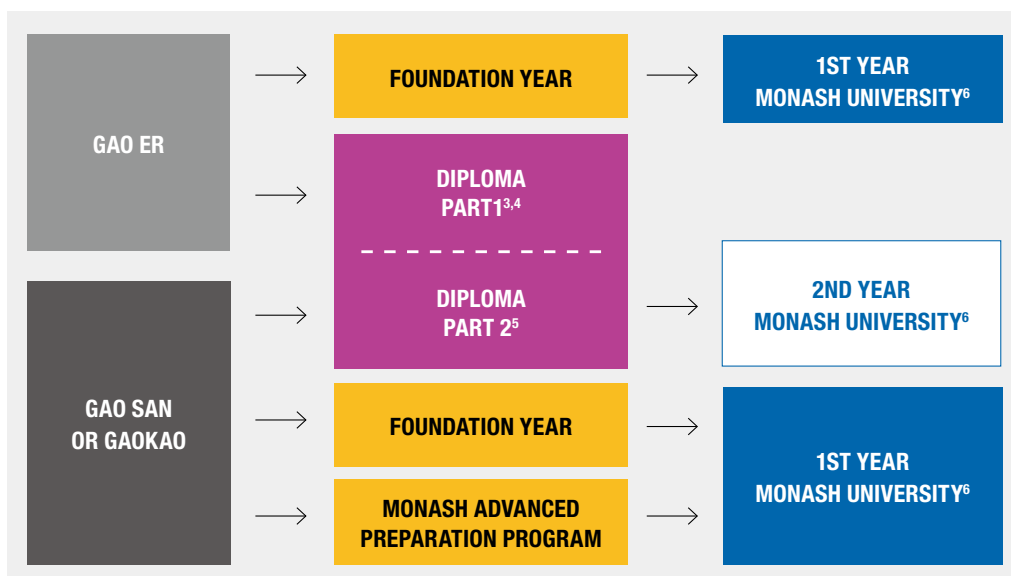 GAO ER
FOUNDATION YEAR
1ST YEAR
MONASH UNIVERSITY⁶
DIPLOMA
PART1³,⁴
DIPLOMA
PART 2⁵
2ND YEAR
MONASH UNIVERSITY⁶
GAO SAN
OR GAOKAO
FOUNDATION YEAR
MONASH ADVANCED
PREPARATION PROGRAM
1ST YEAR
MONASH UNIVERSITY⁶